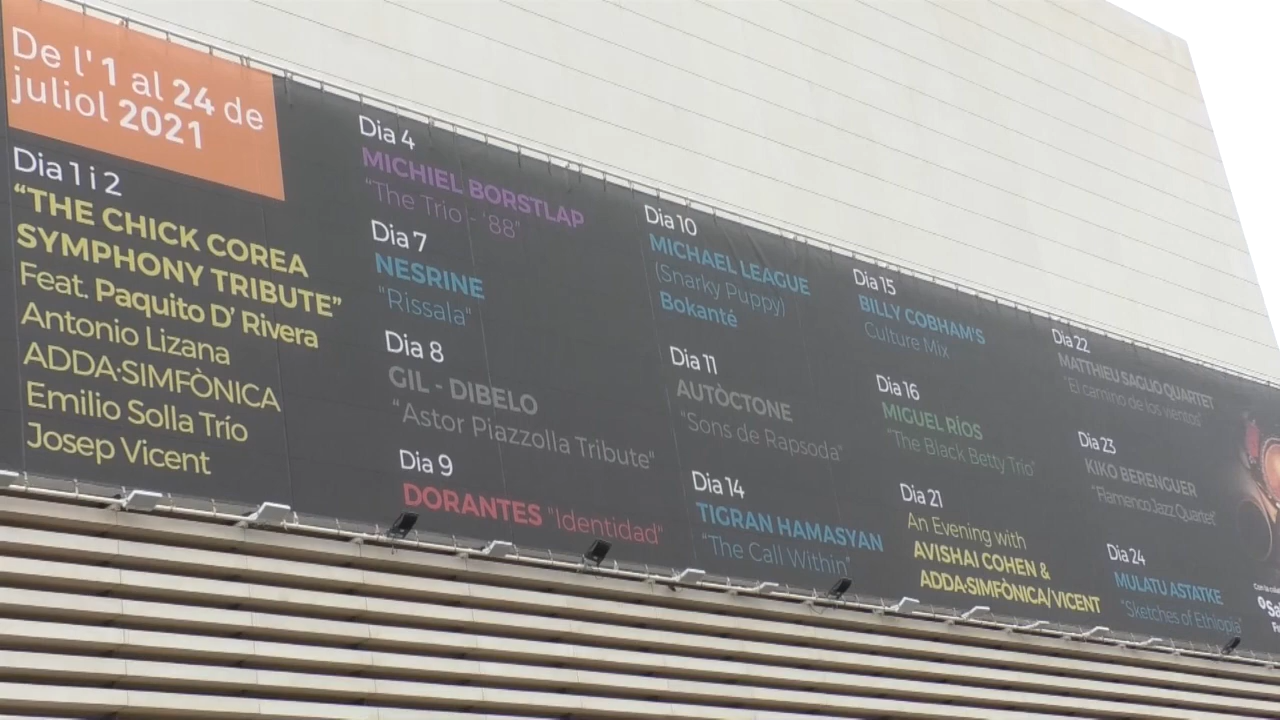 De l'1 al 24 de
juliol 2021
Dia 1 i 2
“THE CHICK COREA
SYMPHONY TRIBUTE”
Feat. Paquito D' Rivera
Antonio Lizana
ADDA·SIMFÒNICA
Emilio Solla Trío
Josep Vicent
Dia 4
MICHIEL BORSTLAP
"The Trio - '88"
Dia 7
NESRINE
"Rissala"
Dia 8
GIL - DIBELO
"Astor Piazzolla Tribute"
Dia 9
DORANTES "Identidad"
Dia 10
MICHAEL LEAGUE
(Snarky Puppy)
Bokanté
Dia 11
AUTÒCTONE
"Sons de Rapsoda"
Dia 14
TIGRAN HAMASYAN
"The Call Within"
Dia 15
BILLY COBHAM'S
Culture Mix
Dia 16
MIGUEL RÍOS
"The Black Betty Trio"
Dia 21
An Evening with
AVISHAI COHEN &
ADDA·SIMFÒNICA/VICENT
Dia 22
MATTHIEU SAGLIO QUARTET
"El camino de los vientos"
Dia 23
KIKO BERENGUER
"Flamenco Jazz Quartet"
Dia 24
MULATU ASTATKE
"Sketches of Ethiopia"